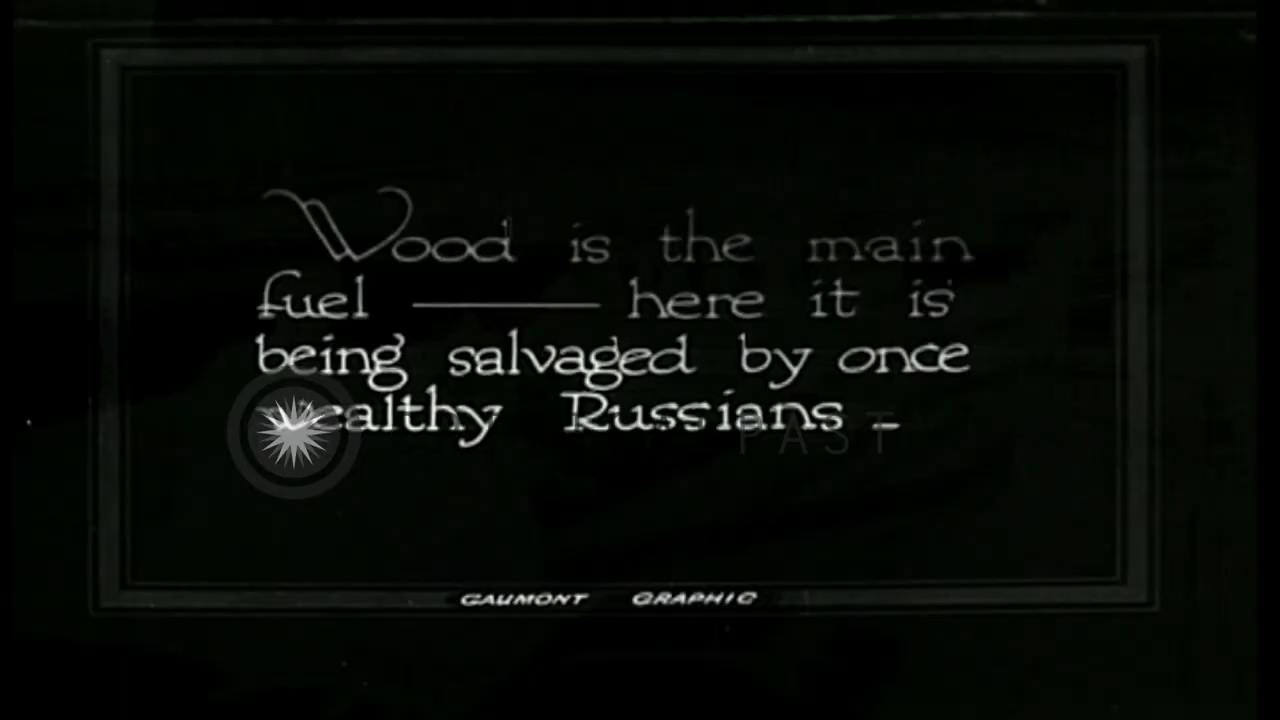 Wood is the main
fuel — here it is
being salvaged by once
wealthy Russians –
PAST
GAUMONT GRAPHIC